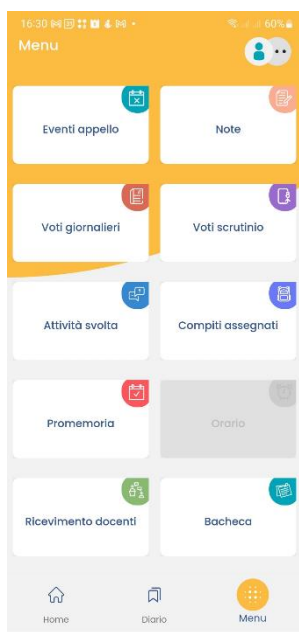 16:30 60%
Menu
Eventi appello
Note
Voti giornalieri
Voti scrutinio
Attività svolta
Compiti assegnati
Promemoria
Orario
Ricevimento docenti
Bacheca
Home
Diario
Menu